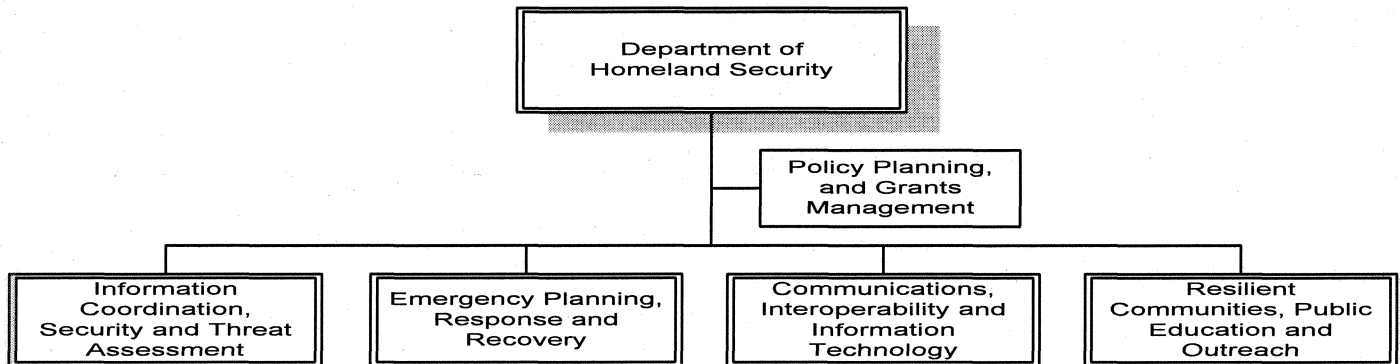 Department of
Homeland Security
Policy Planning,
and Grants
Management
Information
Coordination,
Security and Threat
Assessment
Emergency Planning,
Response and
Recovery
Communications,
Interoperability and
Information
Technology
Resilient
Communities, Public
Education and
Outreach